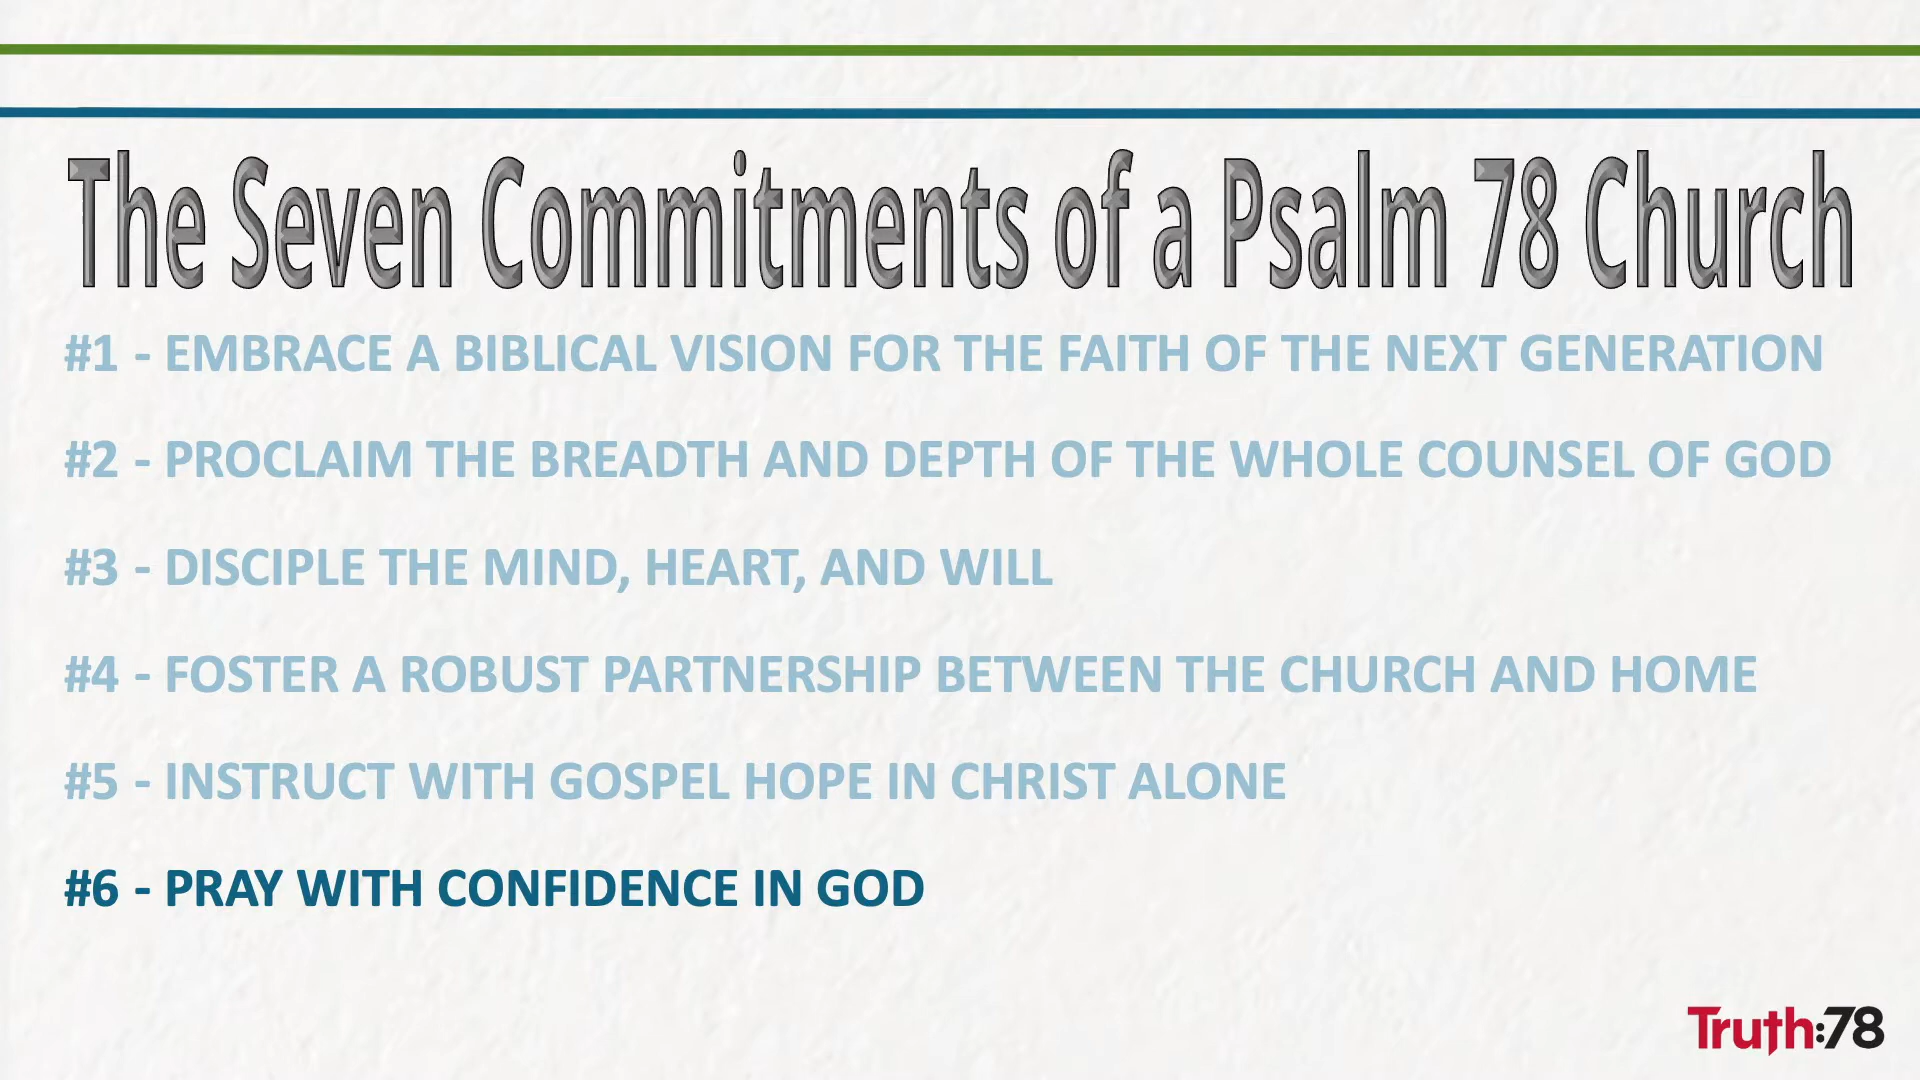 The Seven Commitments of a Psalm 78 Church
#1 - EMBRACE A BIBLICAL VISION FOR THE FAITH OF THE NEXT GENERATION
#2 - PROCLAIM THE BREADTH AND DEPTH OF THE WHOLE COUNSEL OF GOD
#3 - DISCIPLE THE MIND, HEART, AND WILL
#4 - FOSTER A ROBUST PARTNERSHIP BETWEEN THE CHURCH AND HOME
#5 - INSTRUCT WITH GOSPEL HOPE IN CHRIST ALONE
#6 - PRAY WITH CONFIDENCE IN GOD
Truth:78